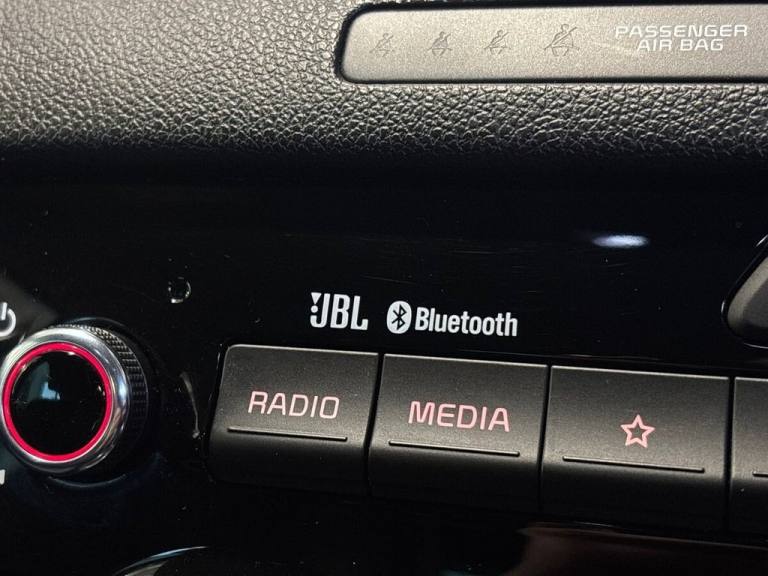 PASSENGER
AIR BAG
JBL Bluetooth
RADIO MEDIA